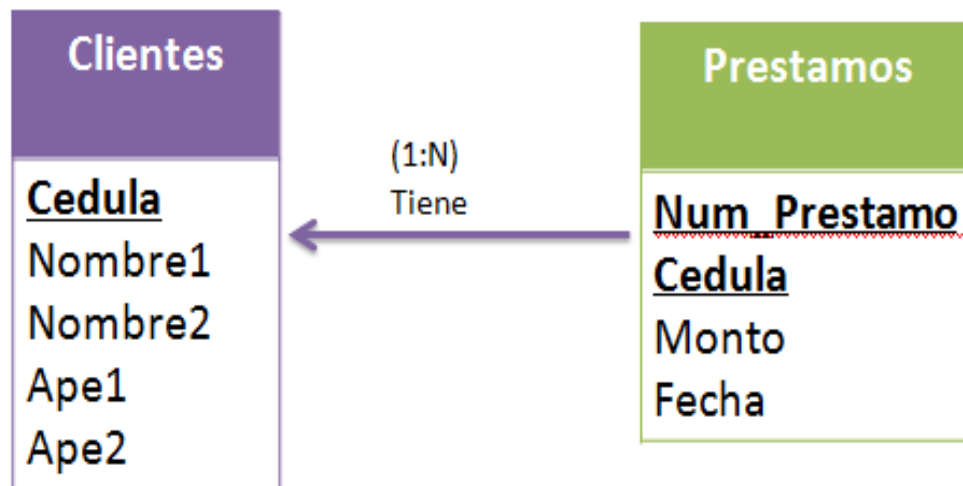 Clientes
Cedula
Nombre1
Nombre2
Ape1
Ape2
(1:N)
Tiene
Prestamos
Num_Prestamo
Cedula
Monto
Fecha